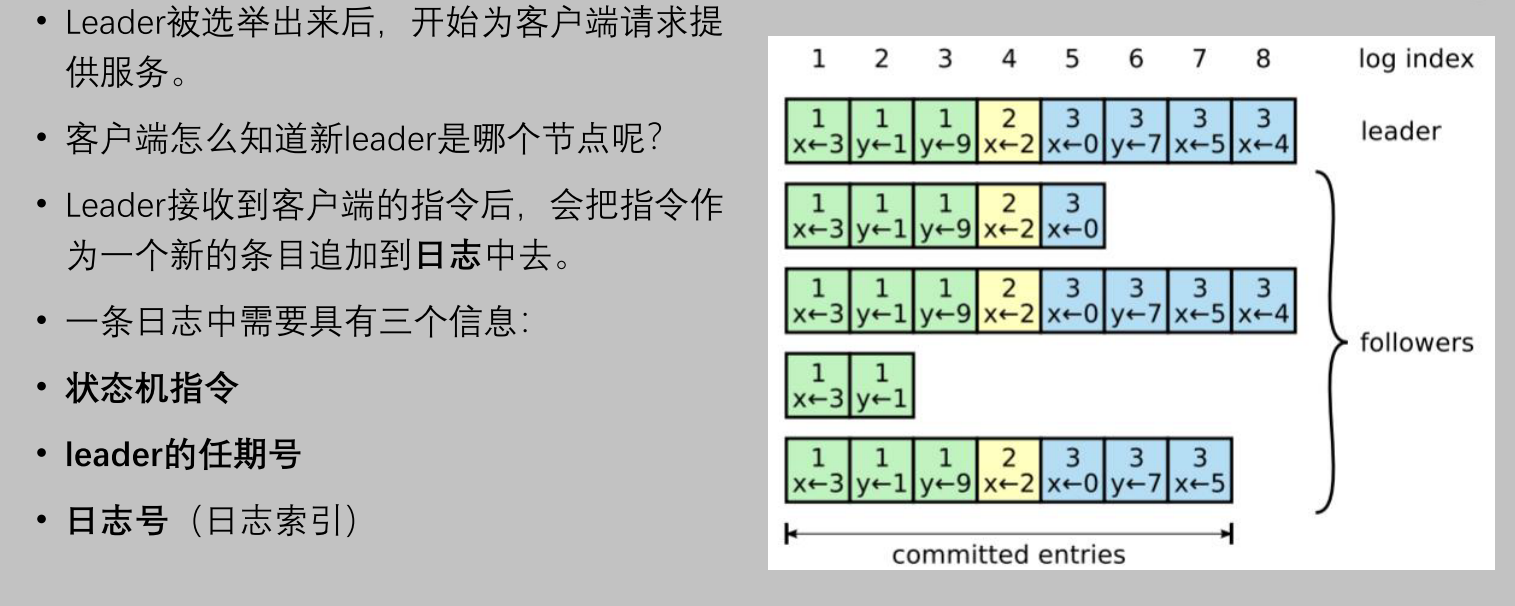 • Leader被选举出来后，开始为客户端请求提
供服务。
• 客户端怎么知道新leader是哪个节点呢？
• Leader接收到客户端的指令后，会把指令作
为一个新的条目追加到日志中去。
• 一条日志中需要具有三个信息：
• 状态机指令
• leader的任期号
• 日志号（日志索引）
1 2 3 4 5 6 7 8 log index
1 1 1 2 3 3 3 3
x←3 y←1 y←9 x←2 x←0 y←7 x←5 x←4
leader
1 1 1 2 3
x←3 y←1 y←9 x←2 x←0
1 1 1 2 3 3 3 3
x←3 y←1 y←9 x←2 x←0 y←7 x←5 x←4
followers
1 1
x←3 y←1
1 1 1 2 3 3 3
x←3 y←1 y←9 x←2 x←0 y←7 x←5
committed entries